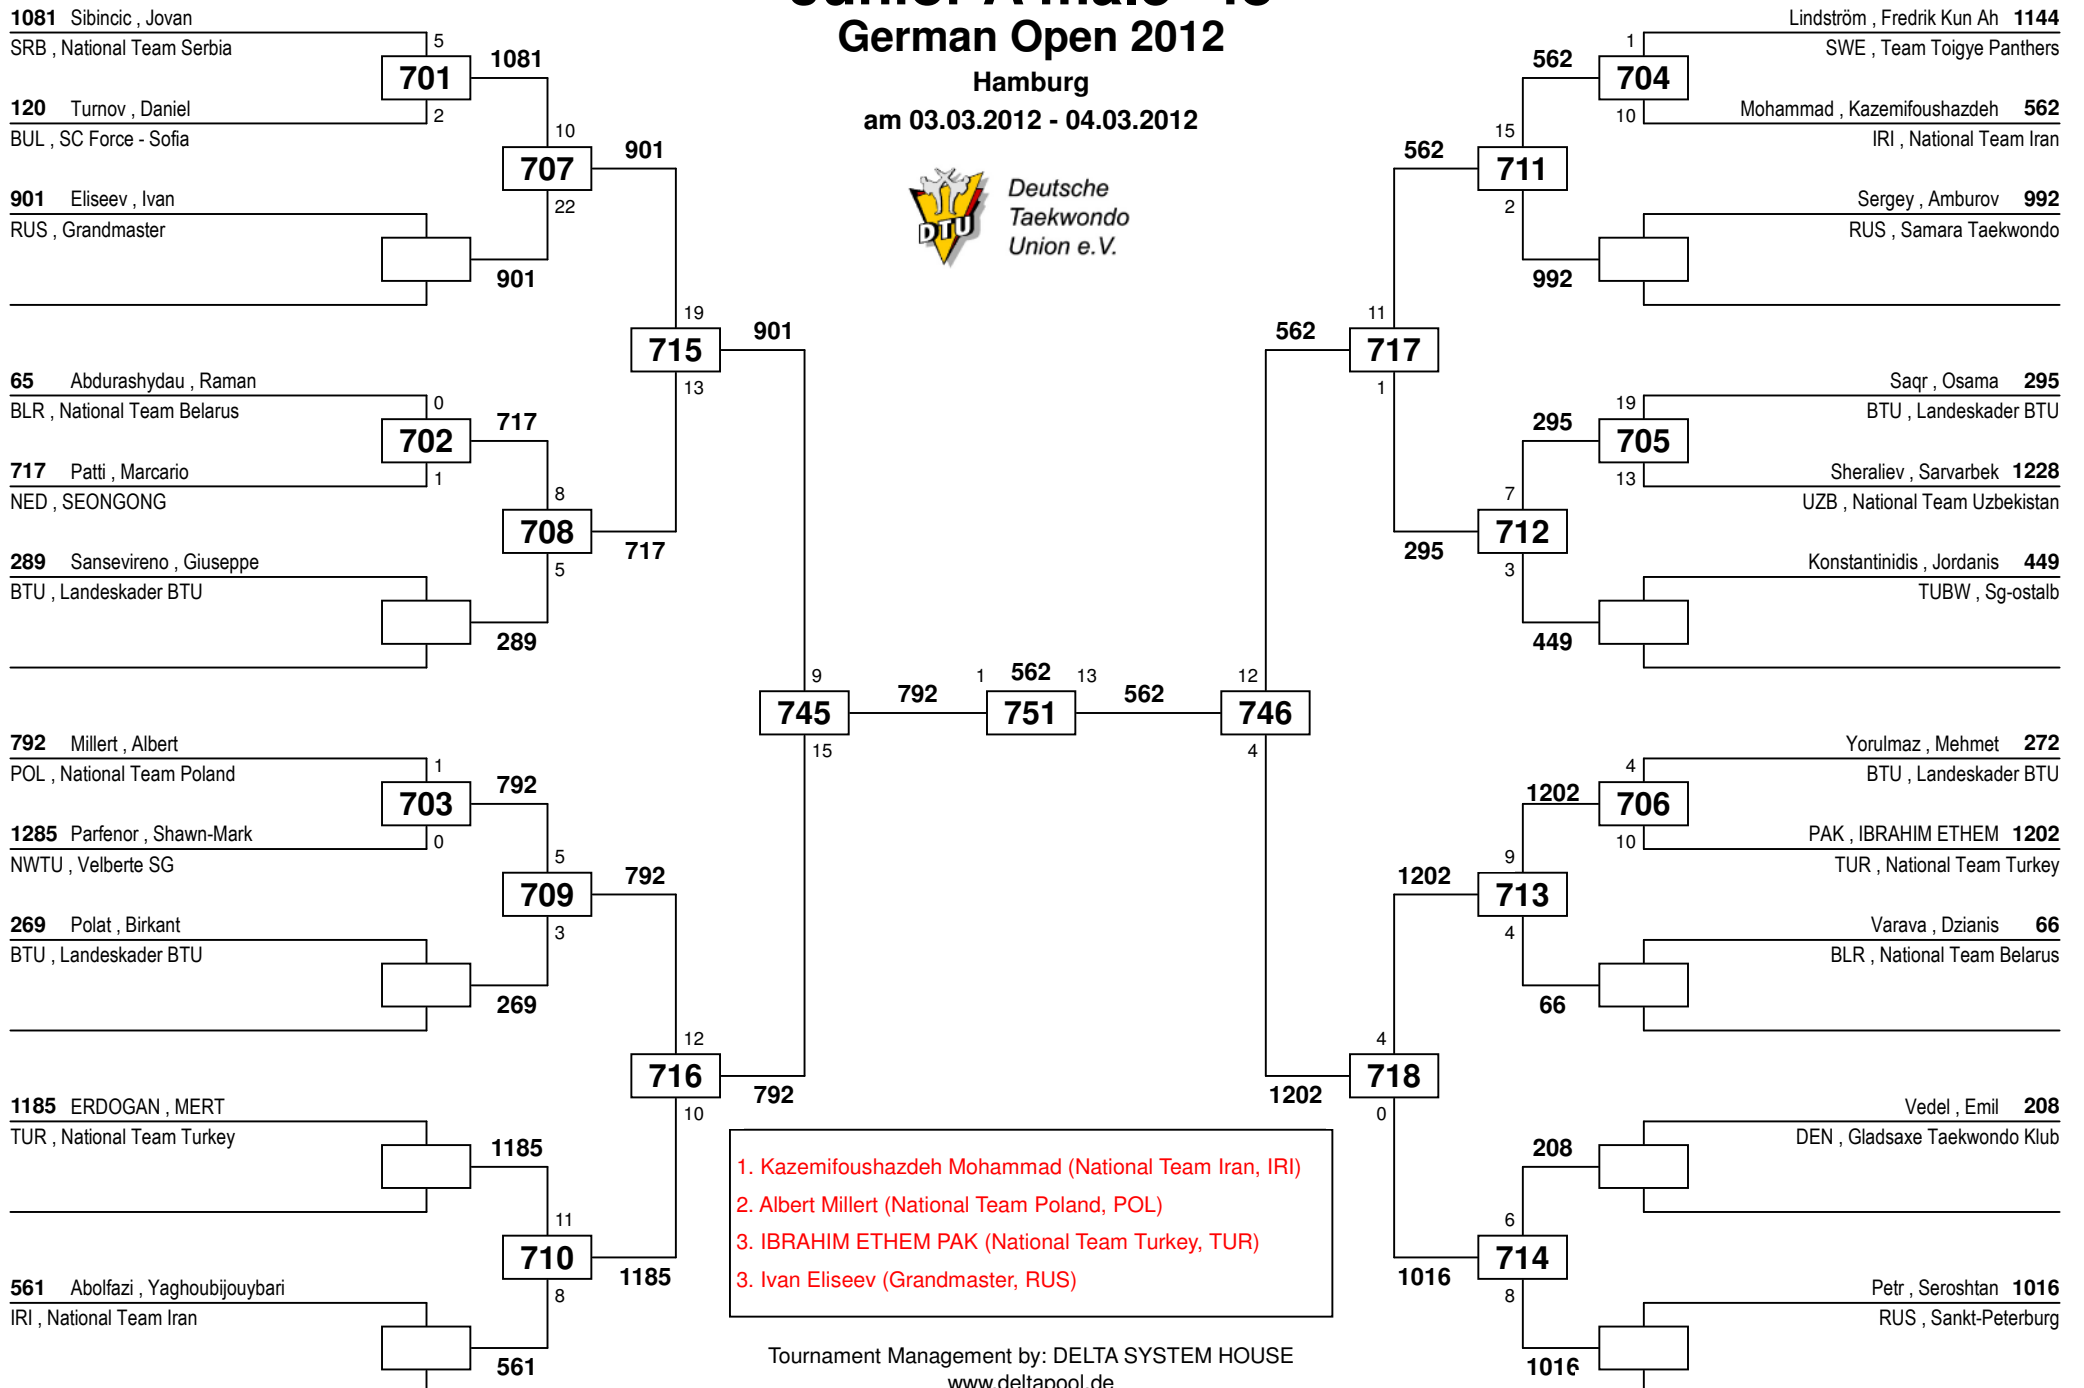 German Open 2012
Hamburg
am 03.03.2012 - 04.03.2012
DTU
Deutsche
Taekwondo
Union e.V.
1081 Sibincic , Jovan
SRB , National Team Serbia
5
701
1081
2
120 Turnov , Daniel
BUL , SC Force - Sofia
10
707
901
22
901 Eliseev , Ivan
RUS , Grandmaster
901
19
715
901
13
65 Abdurashydau , Raman
BLR , National Team Belarus
0
702
717
1
717 Patti , Marcario
NED , SEONGONG
8
708
717
5
289 Sansevireno , Giuseppe
BTU , Landeskader BTU
289
9
745
792
15
792 Millert , Albert
POL , National Team Poland
1
703
792
0
1285 Parfenor , Shawn-Mark
NWTU , Velberte SG
5
709
792
3
269 Polat , Birkant
BTU , Landeskader BTU
269
12
716
792
10
1185 ERDOGAN , MERT
TUR , National Team Turkey
1185
11
710
1185
8
561 Abolfazi , Yaghoubijouybari
IRI , National Team Iran
561
1 562 13
751
Lindström , Fredrik Kun Ah 1144
SWE , Team Toigye Panthers
1
562
704
10
Mohammad , Kazemifoushazdeh 562
IRI , National Team Iran
15
562
711
2
Sergey , Amburov 992
RUS , Samara Taekwondo
992
11
562
717
1
Saqr , Osama 295
BTU , Landeskader BTU
19
295
705
13
Sheraliev , Sarvarbek 1228
UZB , National Team Uzbekistan
7
712
295
3
Konstantinidis , Jordanis 449
TUBW , Sg-ostalb
449
12
562
746
4
Yorulmaz , Mehmet 272
BTU , Landeskader BTU
4
1202
706
10
PAK , IBRAHIM ETHEM 1202
TUR , National Team Turkey
9
1202
713
4
Varava , Dzianis 66
BLR , National Team Belarus
66
4
718
1202
0
Vedel , Emil 208
DEN , Gladsaxe Taekwondo Klub
208
6
714
1016
8
Petr , Seroshtan 1016
RUS , Sankt-Peterburg
1016
1. Kazemifoushazdeh Mohammad (National Team Iran, IRI)
2. Albert Millert (National Team Poland, POL)
3. IBRAHIM ETHEM PAK (National Team Turkey, TUR)
3. Ivan Eliseev (Grandmaster, RUS)
Tournament Management by: DELTA SYSTEM HOUSE
www.deltapool.de